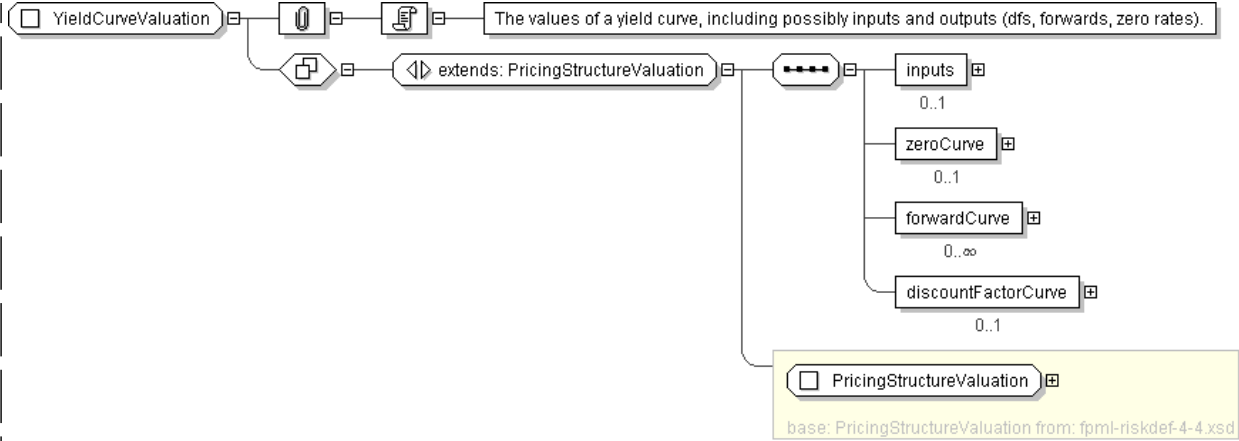 YieldCurveValuation
The values of a yield curve, including possibly inputs and outputs (dfs, forwards, zero rates).
extends: PricingStructureValuation
inputs
0..1
zeroCurve
0..1
forwardCurve
0..∞
discountFactorCurve
0..1
PricingStructureValuation
base: PricingStructureValuation from: fpml-riskdef-4-4.xsd